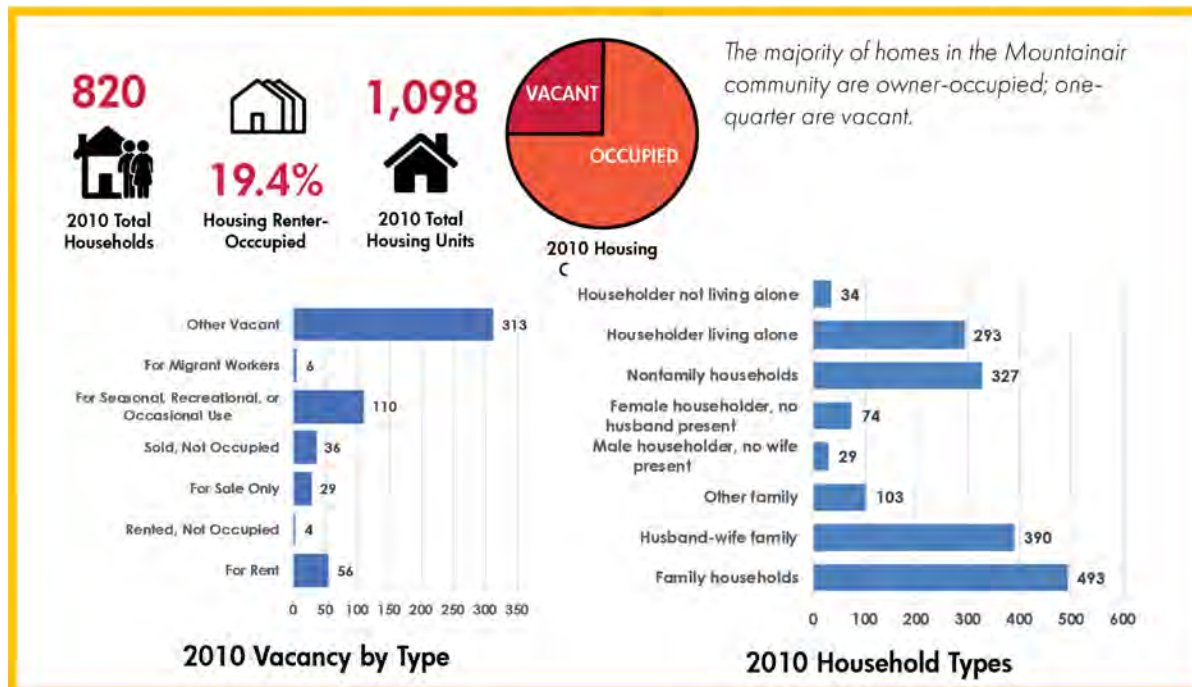 820
2010 Total
Households
19.4%
Housing Renter-
Occcupied
1,098
2010 Total
Housing Units
VACANT
OCCUPIED
2010 Housing
C
The majority of homes in the Mountainair
community are owner-occupied; one-
quarter are vacant.
Other Vacant 313
For Migrant Workers 6
For Seasonal, Recreational, or
Occasional Use 110
Sold, Not Occupied 36
For Sale Only 29
Rented, Not Occupied 4
For Rent 56
0 50 100 150 200 250 300 350
2010 Vacancy by Type
Householder not living alone 34
Householder living alone 293
Nonfamily households 327
Female householder, no
husband present 74
Male householder, no wife
present 29
Other family 103
Husband-wife family 390
Family households 493
0 100 200 300 400 500 600
2010 Household Types